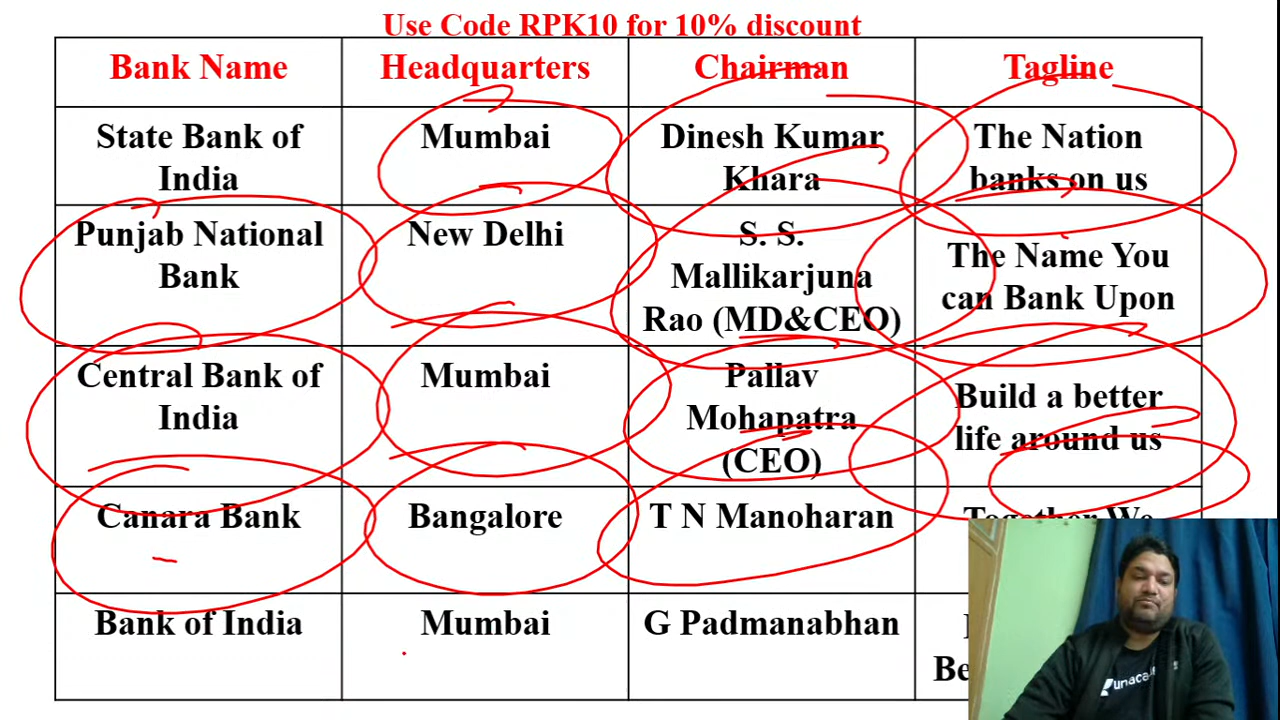 Use Code RPK10 for 10% discount
Bank Name Headquarters Chairman Tagline
State Bank of
India
Mumbai
Dinesh Kumar
Khara
The Nation
banks on us
Punjab National
Bank
New Delhi
S. S.
Mallikarjuna
Rao (MD&CEO)
The Name You
can Bank Upon
Central Bank of
India
Mumbai
Pallav
Mohapatra
(CEO)
Build a better
life around us
Canara Bank
Bangalore
T N Manoharan
Together We
Bank of India
Mumbai
G Padmanabhan